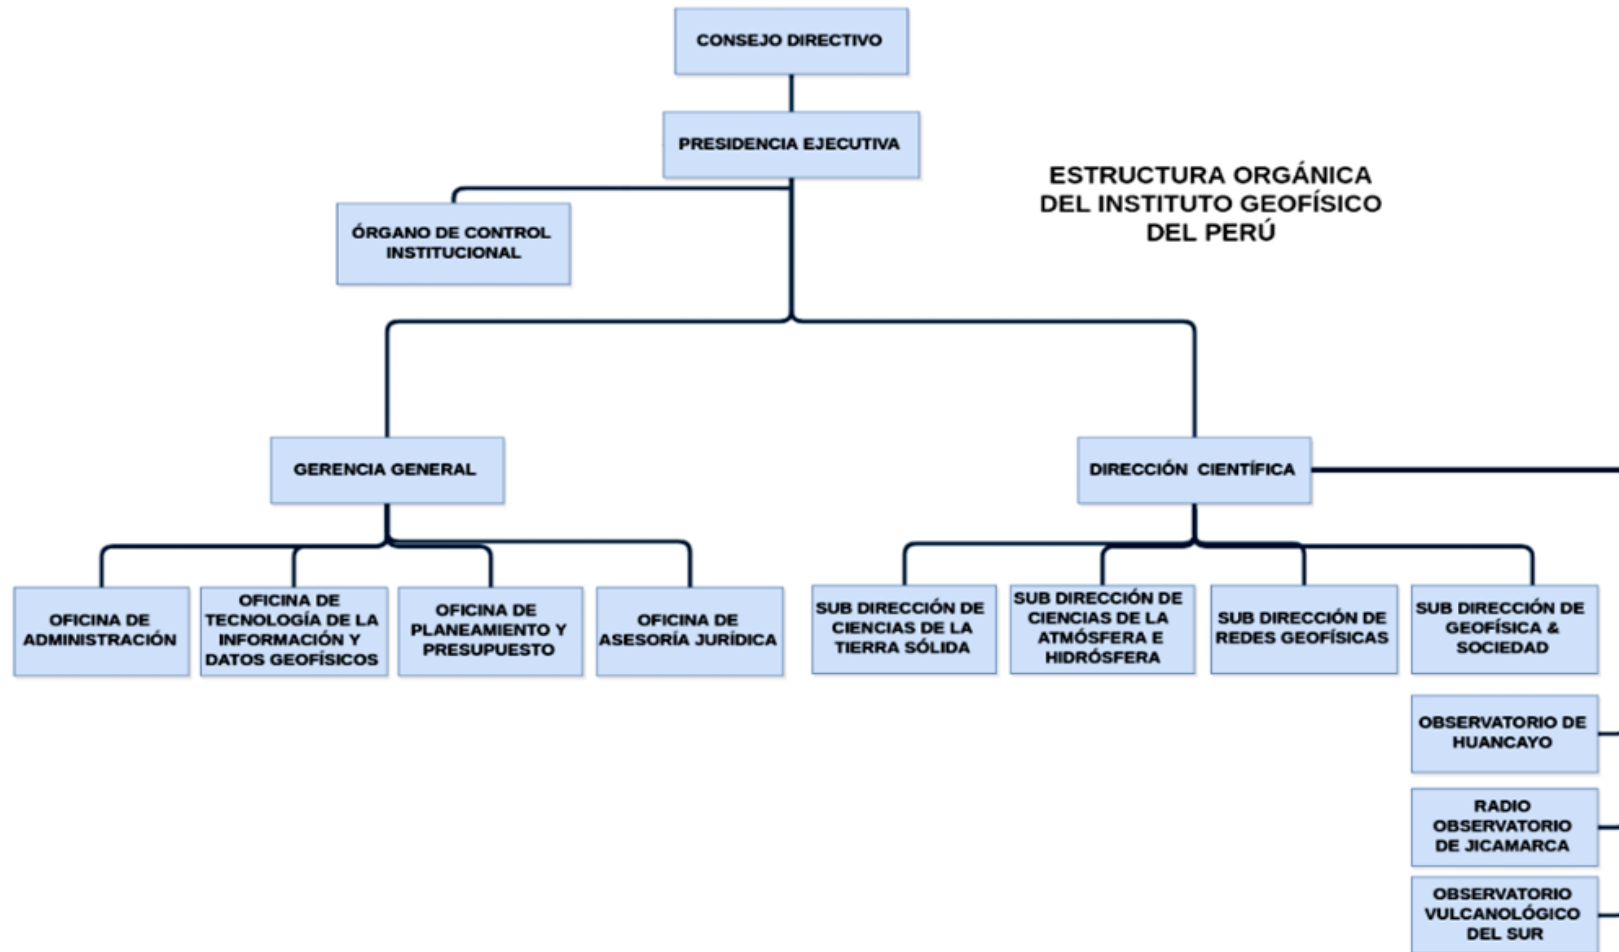 CONSEJO DIRECTIVO
PRESIDENCIA EJECUTIVA
ESTRUCTURA ORGÁNICA
DEL INSTITUTO GEOFÍSICO
DEL PERÚ
ÓRGANO DE CONTROL
INSTITUCIONAL
GERENCIA GENERAL
DIRECCIÓN CIENTÍFICA
OFICINA DE
ADMINISTRACIÓN
OFICINA DE
TECNOLOGÍA DE LA
INFORMACIÓN Y
DATOS GEOFÍSICOS
OFICINA DE
PLANEAMIENTO Y
PRESUPUESTO
OFICINA DE
ASESORÍA JURÍDICA
SUB DIRECCIÓN DE
CIENCIAS DE LA
TIERRA SÓLIDA
SUB DIRECCIÓN DE
CIENCIAS DE LA
ATMÓSFERA E
HIDRÓSFERA
SUB DIRECCIÓN DE
REDES GEOFÍSICAS
SUB DIRECCIÓN DE
GEOFÍSICA &
SOCIEDAD
OBSERVATORIO DE
HUANCAYO
RADIO
OBSERVATORIO
DE JICAMARCA
OBSERVATORIO
VULCANOLÓGICO
DEL SUR